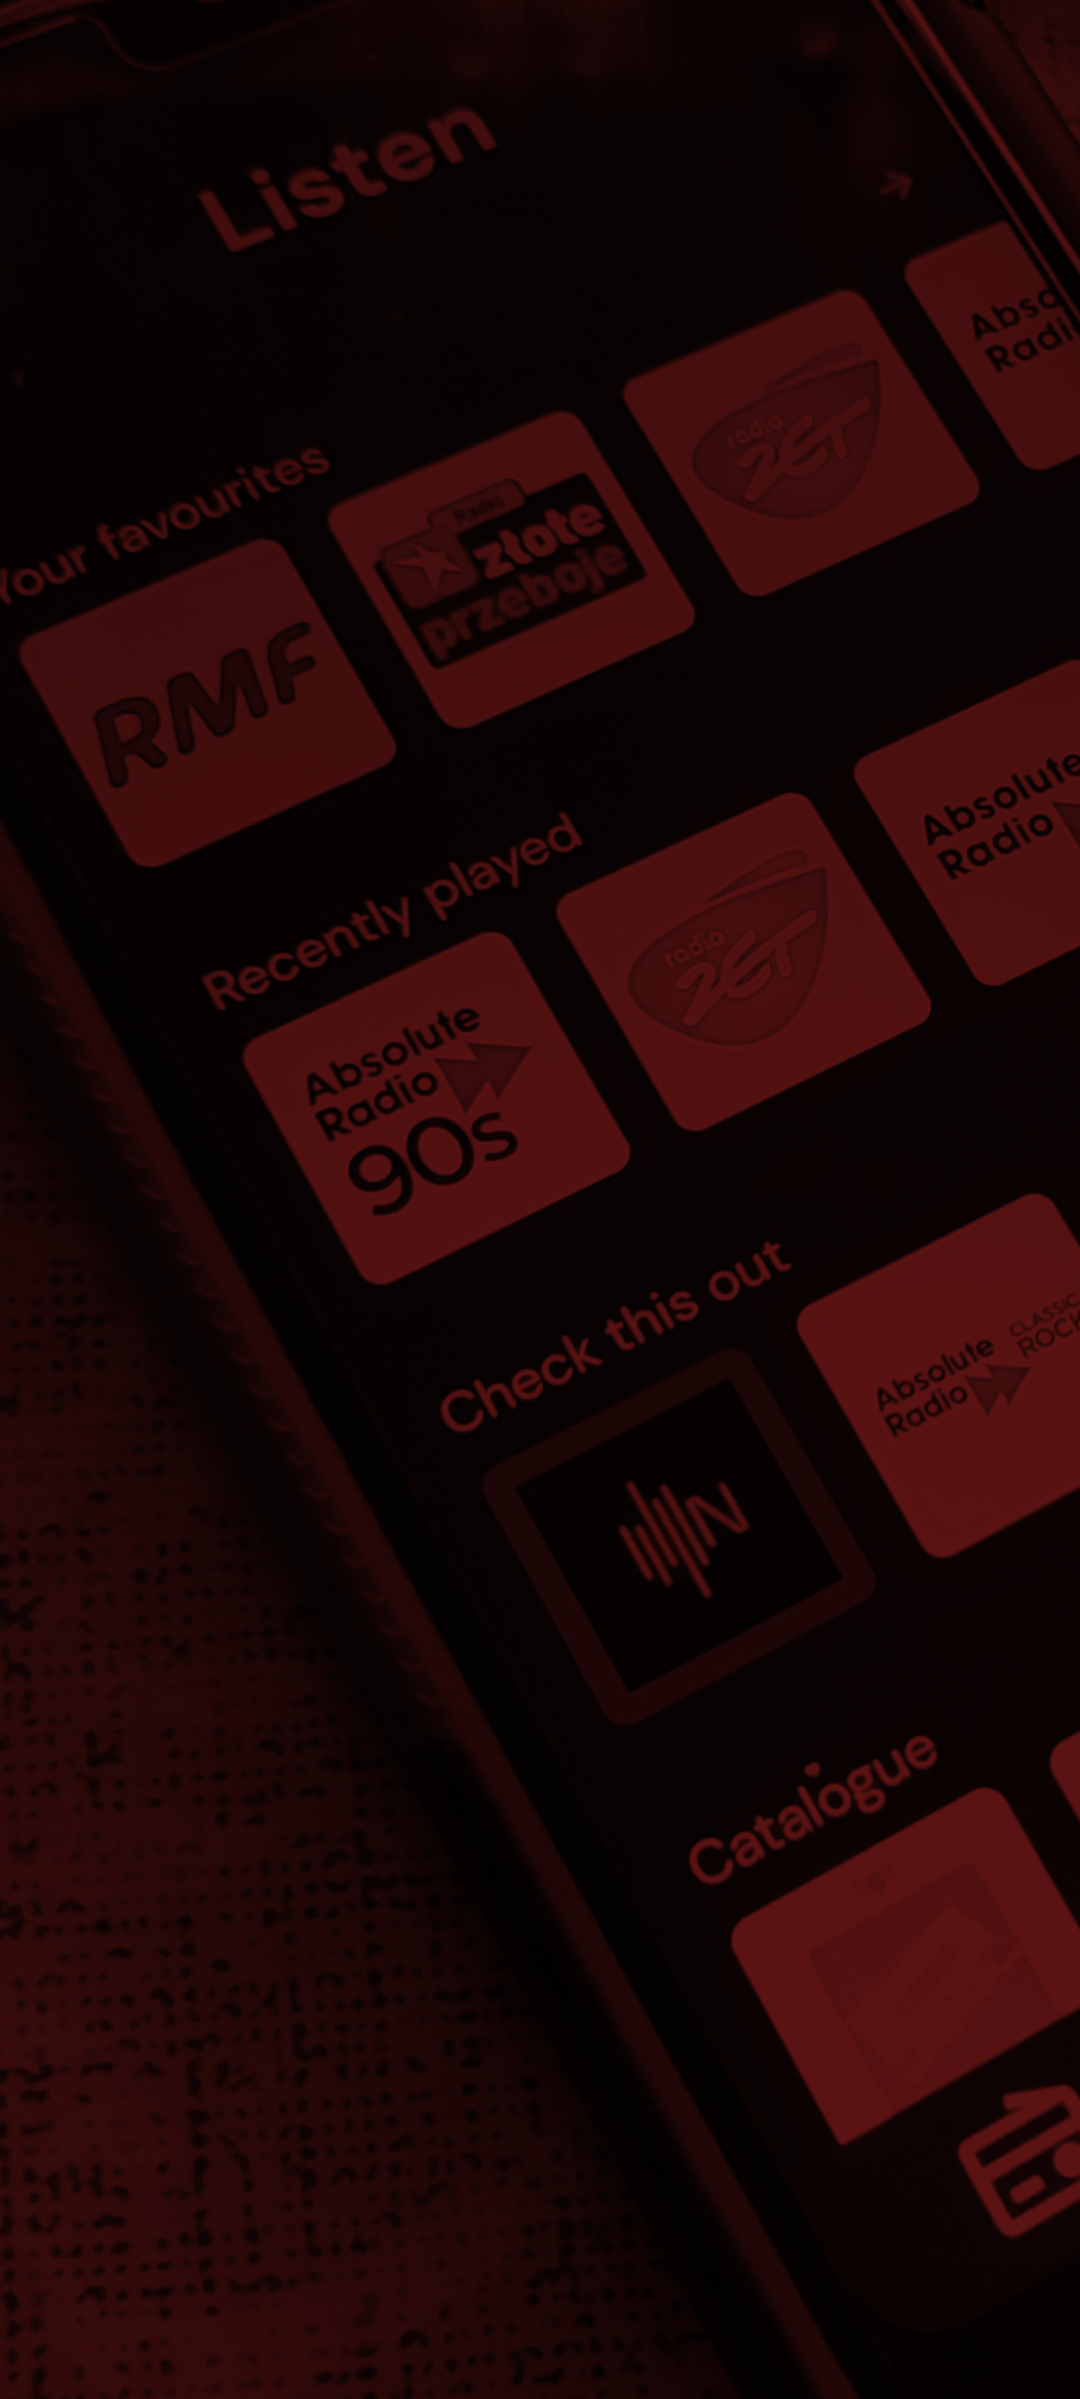 Listen
Your favourites
RMF
Radio
złote
przeboje
radio
ZET
Abso
Radi
Recently played
Absolute
Radio
90s
radio
ZET
Absolute
Radio
Check this out
Absolute
Radio
CLASSIC
ROCK
Catalogue